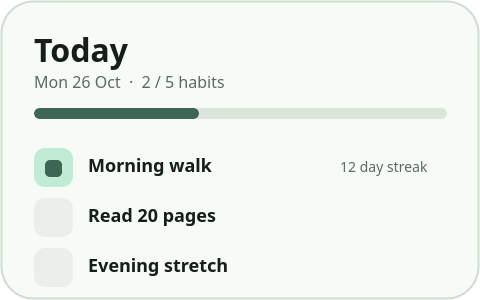 Today
Mon 26 Oct · 2 / 5 habits
Morning walk 12 day streak
Read 20 pages
Evening stretch